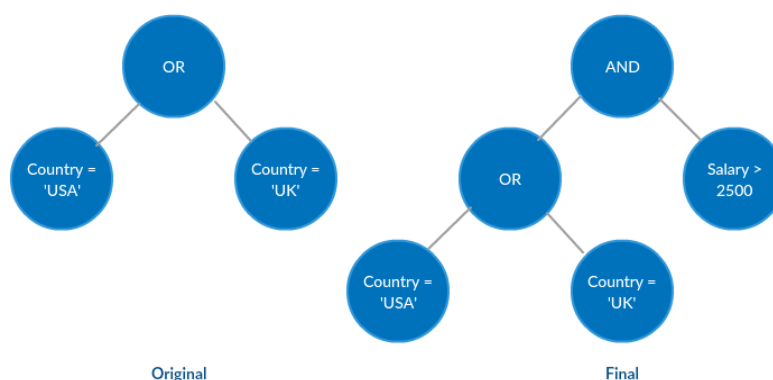 OR
Country =
'USA'
Country =
'UK'
Original
AND
OR
Salary >
2500
Country =
'USA'
Country =
'UK'
Final